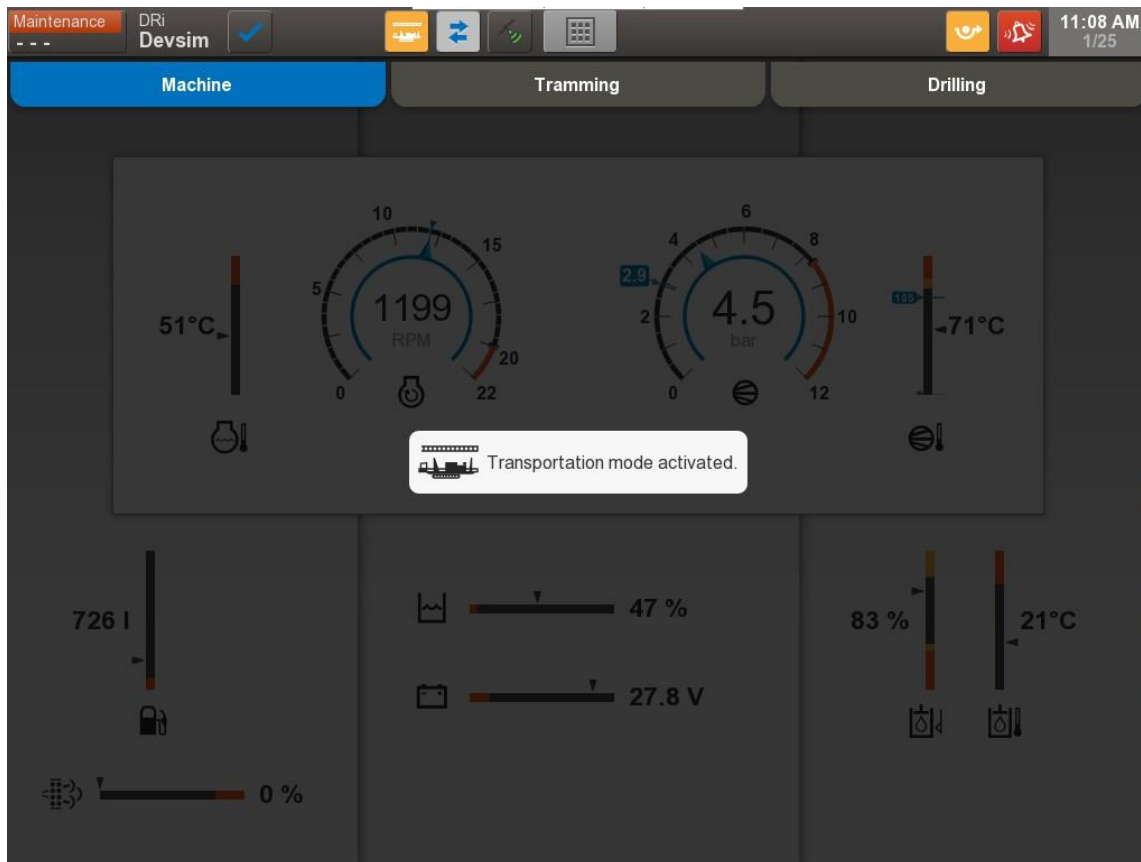 Maintenance
- - -
DRi
Devsim
11:08 AM
1/25
Machine
Tramming
Drilling
10
15
5
1199
RPM
20
0
22
51°C
6
4
8
2.9
4.5
bar
2
10
0
12
105
71°C
Transportation mode activated.
726 l
47 %
83 %
21°C
27.8 V
0 %